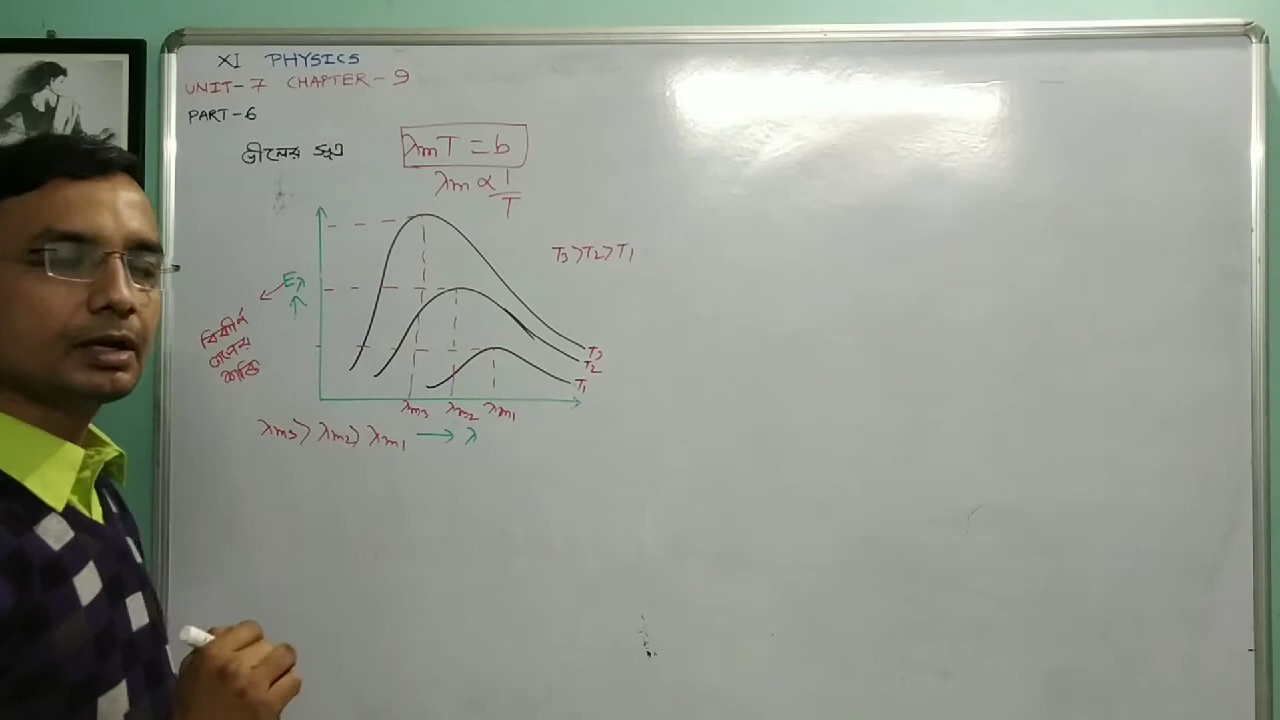 XI PHYSICS
UNIT-7 CHAPTER-9
PART-6
ভীনের সূত্র λmT = b
λm ∝ 1/T
T3>T2>T1
Eλ
বিকীর্ণ
তাপের
শক্তি
T3
T2
T1
λm3 λm2 λm1
λm3> λm2> λm1 → λ